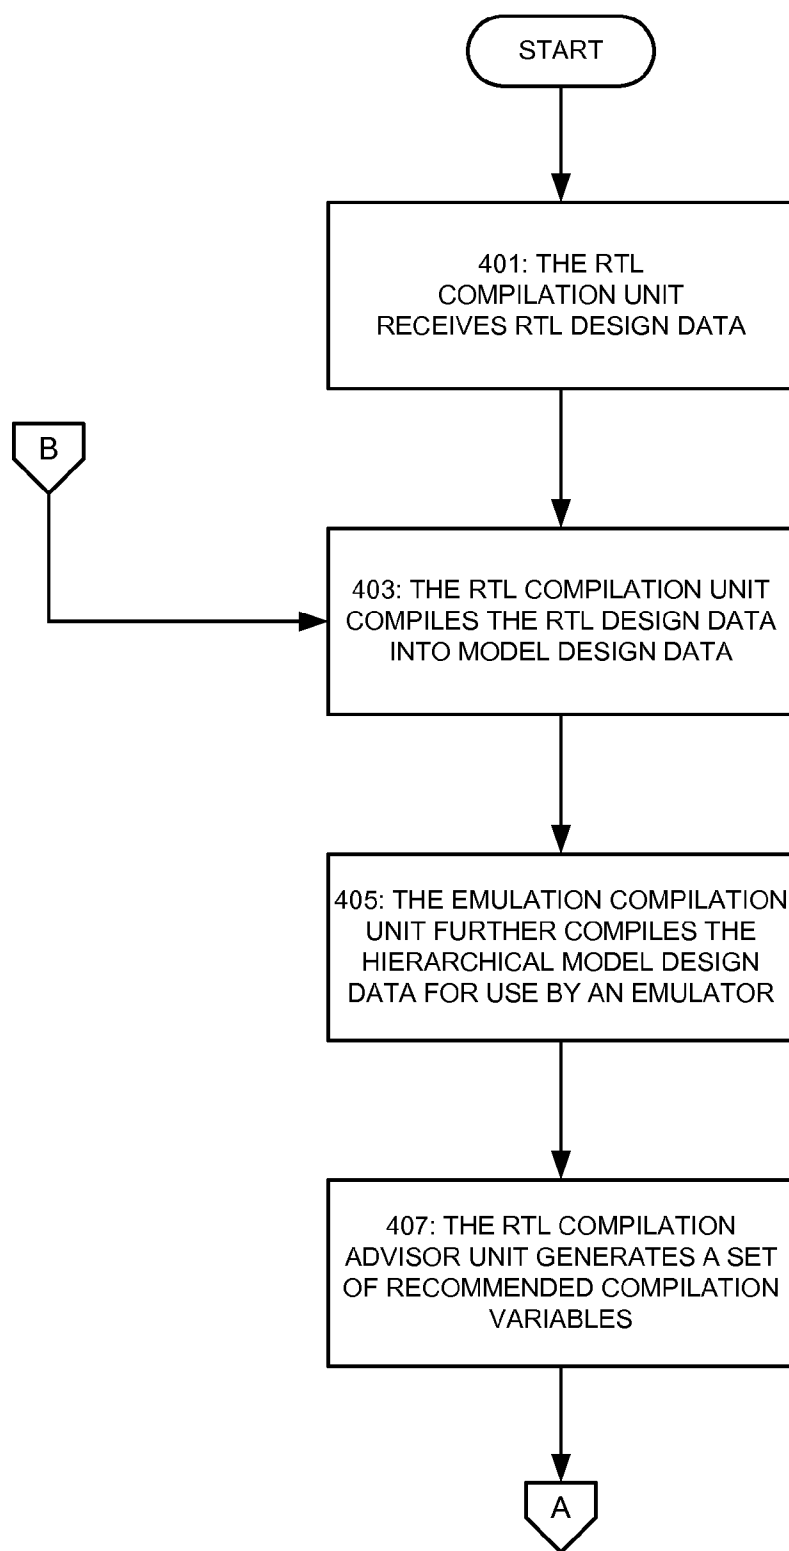 START
401: THE RTL
COMPILATION UNIT
RECEIVES RTL DESIGN DATA
B
403: THE RTL COMPILATION UNIT
COMPILES THE RTL DESIGN DATA
INTO MODEL DESIGN DATA
405: THE EMULATION COMPILATION
UNIT FURTHER COMPILES THE
HIERARCHICAL MODEL DESIGN
DATA FOR USE BY AN EMULATOR
407: THE RTL COMPILATION
ADVISOR UNIT GENERATES A SET
OF RECOMMENDED COMPILATION
VARIABLES
A